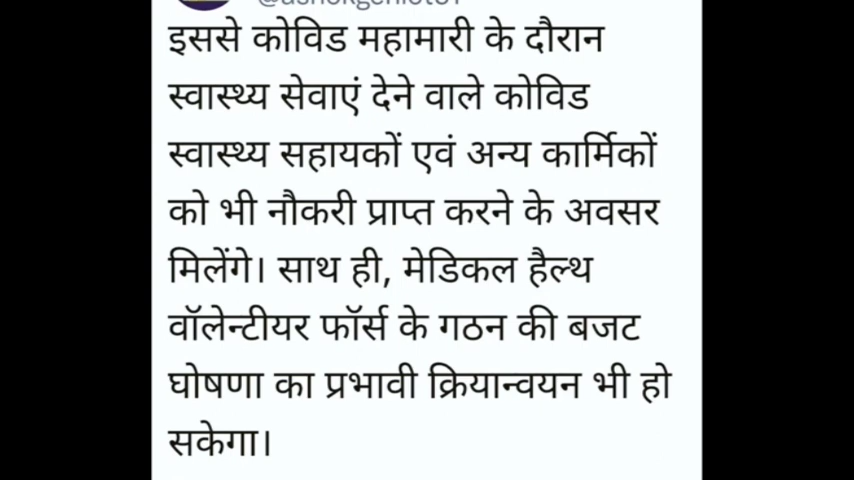 इससे कोविड महामारी के दौरान
स्वास्थ्य सेवाएं देने वाले कोविड
स्वास्थ्य सहायकों एवं अन्य कार्मिकों
को भी नौकरी प्राप्त करने के अवसर
मिलेंगे। साथ ही, मेडिकल हैल्थ
वॉलेन्टीयर फॉर्स के गठन की बजट
घोषणा का प्रभावी क्रियान्वयन भी हो
सकेगा।